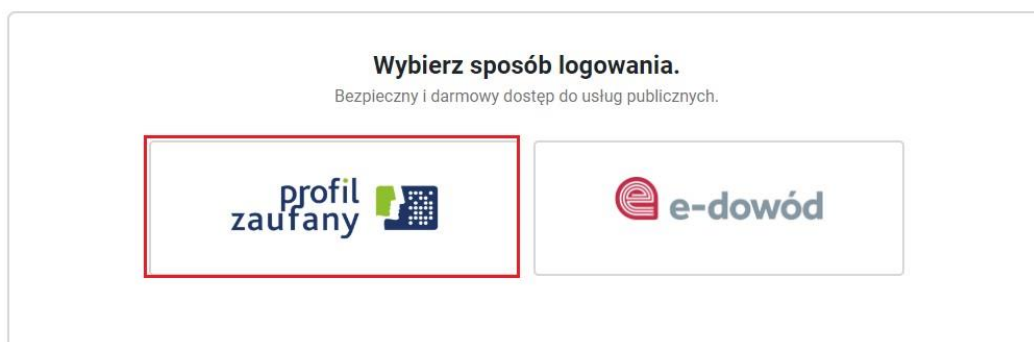 Wybierz sposób logowania.
Bezpieczny i darmowy dostęp do usług publicznych.
profil
zaufany
e-dowód